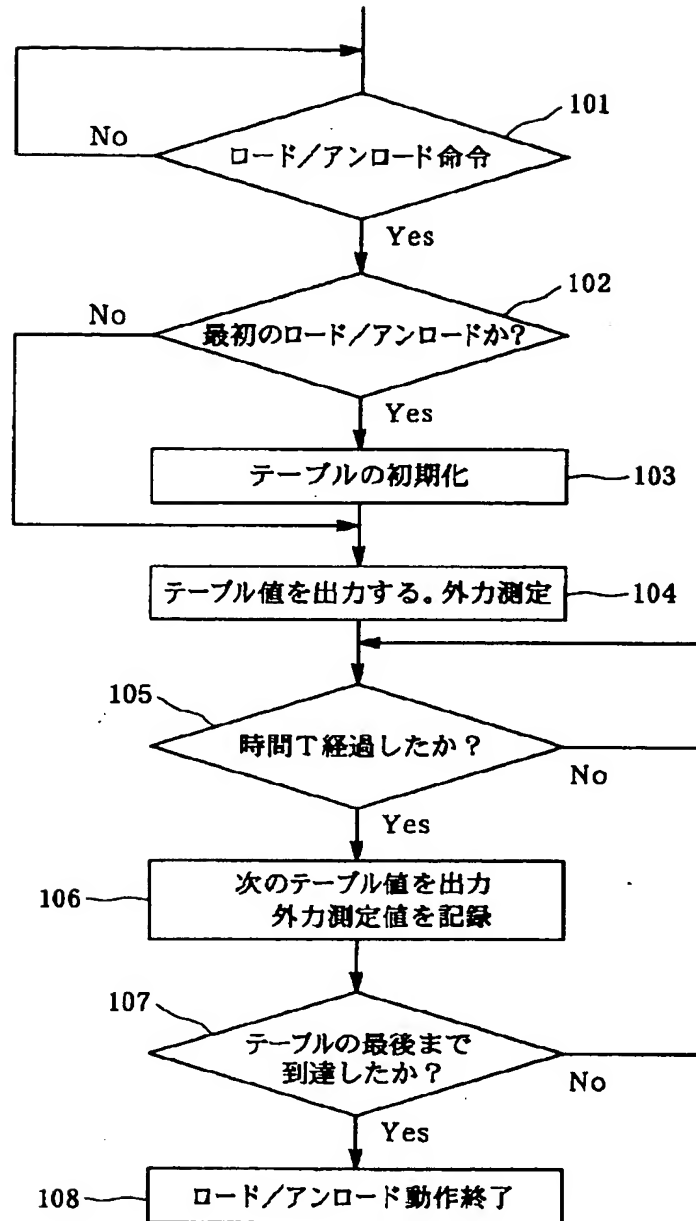 101
No
ロード／アンロード命令
Yes
102
No
最初のロード／アンロードか?
Yes
テーブルの初期化
103
テーブル値を出力する。外力測定
104
105
時間T経過したか？
No
Yes
次のテーブル値を出力
外力測定値を記録
106
107
テーブルの最後まで
到達したか？
No
Yes
108
ロード／アンロード動作終了